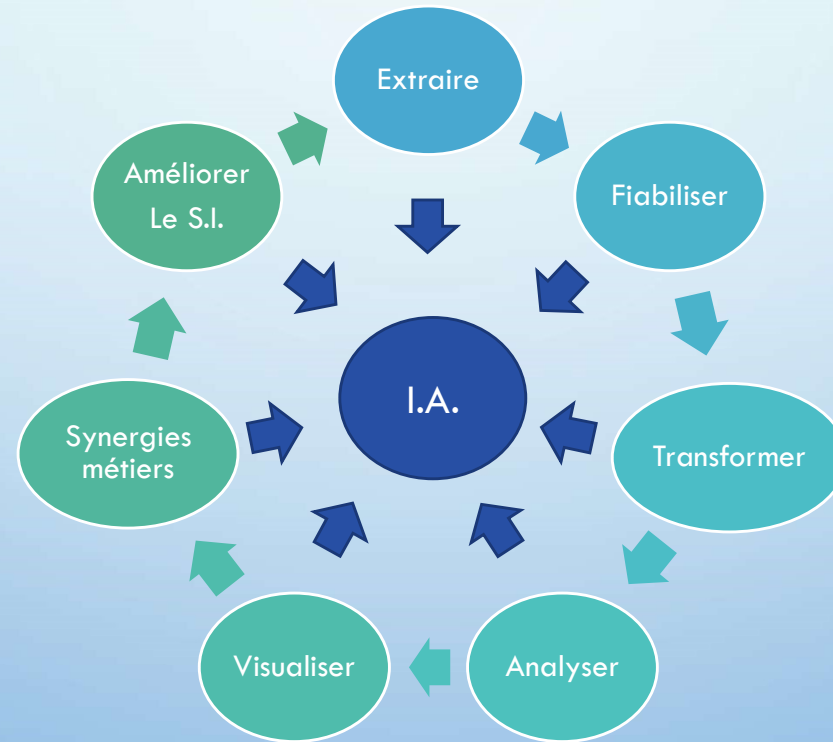 Extraire
Fiabiliser
Transformer
Analyser
Visualiser
Synergies
métiers
Améliorer
Le S.I.
I.A.